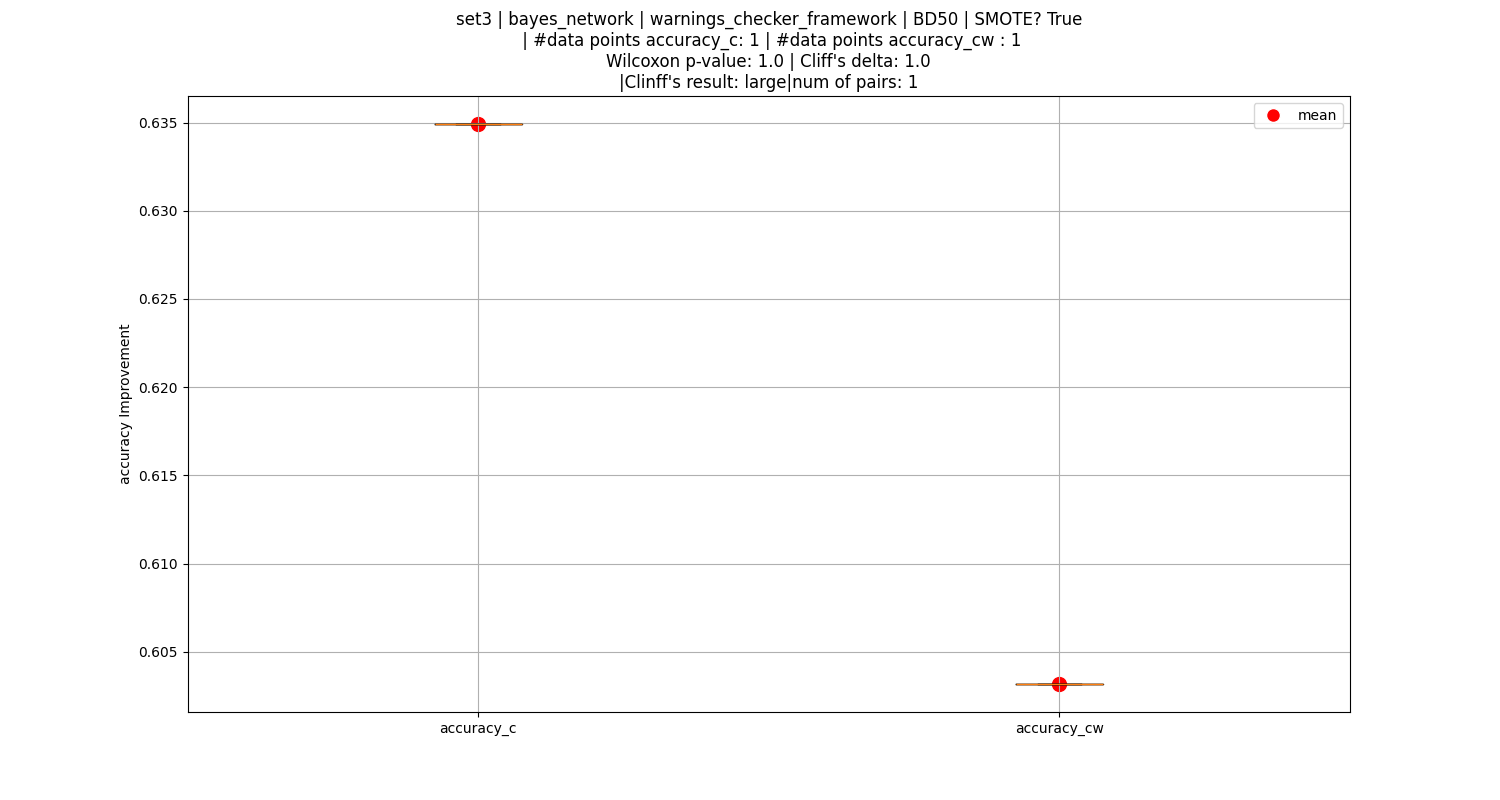 set3 | bayes_network | warnings_checker_framework | BD50 | SMOTE? True
| #data points accuracy_c: 1 | #data points accuracy_cw : 1
Wilcoxon p-value: 1.0 | Cliff's delta: 1.0
|Clinff's result: large|num of pairs: 1
mean
0.635
0.630
0.625
0.620
0.615
0.610
0.605
accuracy Improvement
accuracy_c
accuracy_cw